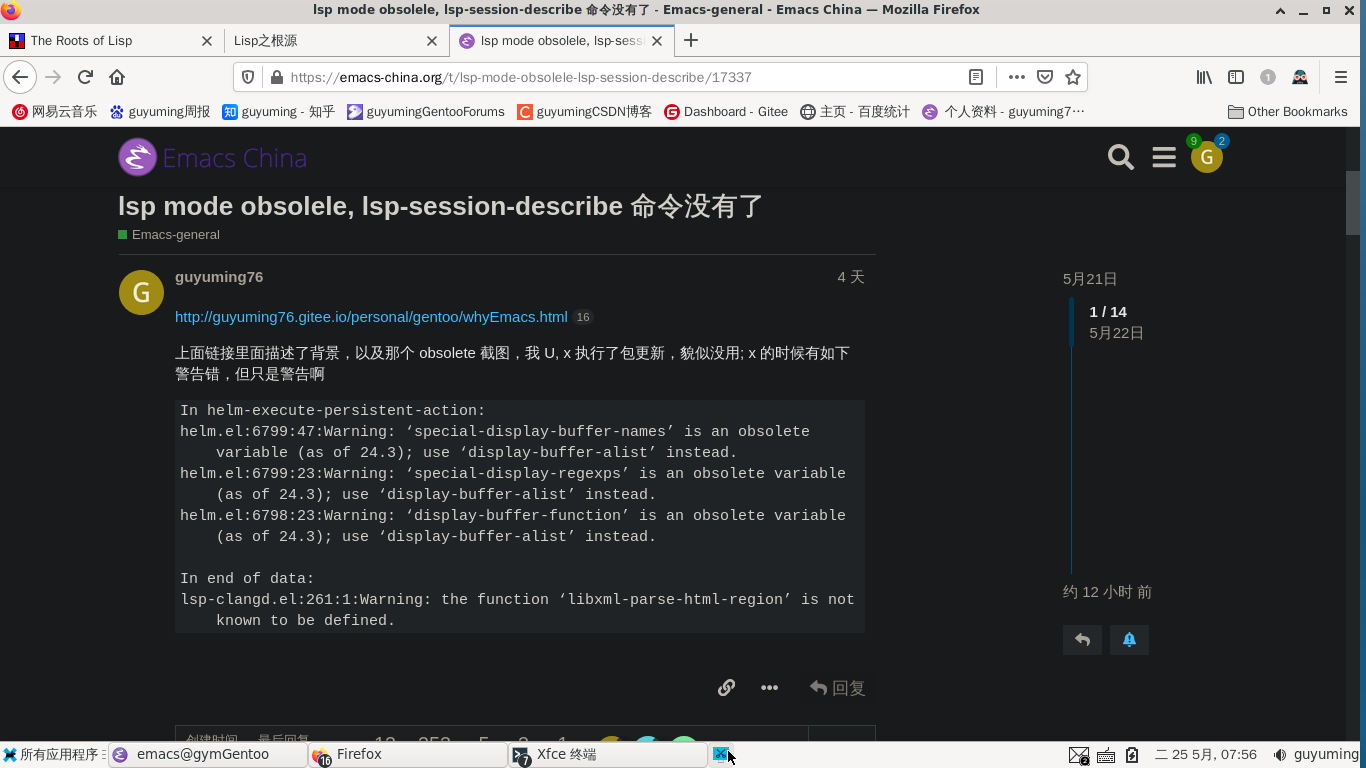 lsp mode obsolele, lsp-session-describe 命令没有了 - Emacs-general - Emacs China — Mozilla Firefox
The Roots of Lisp
Lisp之根源
lsp mode obsolele, lsp-sess
https://emacs-china.org/t/lsp-mode-obsolele-lsp-session-describe/17337
1
网易云音乐
guyuming周报
guyuming - 知乎
guyumingGentooForums
guyumingCSDN博客
Dashboard - Gitee
主页 - 百度统计
个人资料 - guyuming7…
Other Bookmarks
Emacs China
9
2
G
lsp mode obsolele, lsp-session-describe 命令没有了
Emacs-general
G
guyuming76
4 天
http://guyuming76.gitee.io/personal/gentoo/whyEmacs.html 16
上面链接里面描述了背景，以及那个 obsolete 截图，我 U, x 执行了包更新，貌似没用; x 的时候有如下
警告错，但只是警告啊
In helm-execute-persistent-action:
helm.el:6799:47:Warning: ‘special-display-buffer-names’ is an obsolete
variable (as of 24.3); use ‘display-buffer-alist’ instead.
helm.el:6799:23:Warning: ‘special-display-regexps’ is an obsolete variable
(as of 24.3); use ‘display-buffer-alist’ instead.
helm.el:6798:23:Warning: ‘display-buffer-function’ is an obsolete variable
(as of 24.3); use ‘display-buffer-alist’ instead.
In end of data:
lsp-clangd.el:261:1:Warning: the function ‘libxml-parse-html-region’ is not
known to be defined.
回复
5月21日
1 / 14
5月22日
约 12 小时 前
创建时间
最后回复
所有应用程序
emacs@gymGentoo
16
Firefox
7
Xfce 终端
2
二 25 5月, 07:56
guyuming